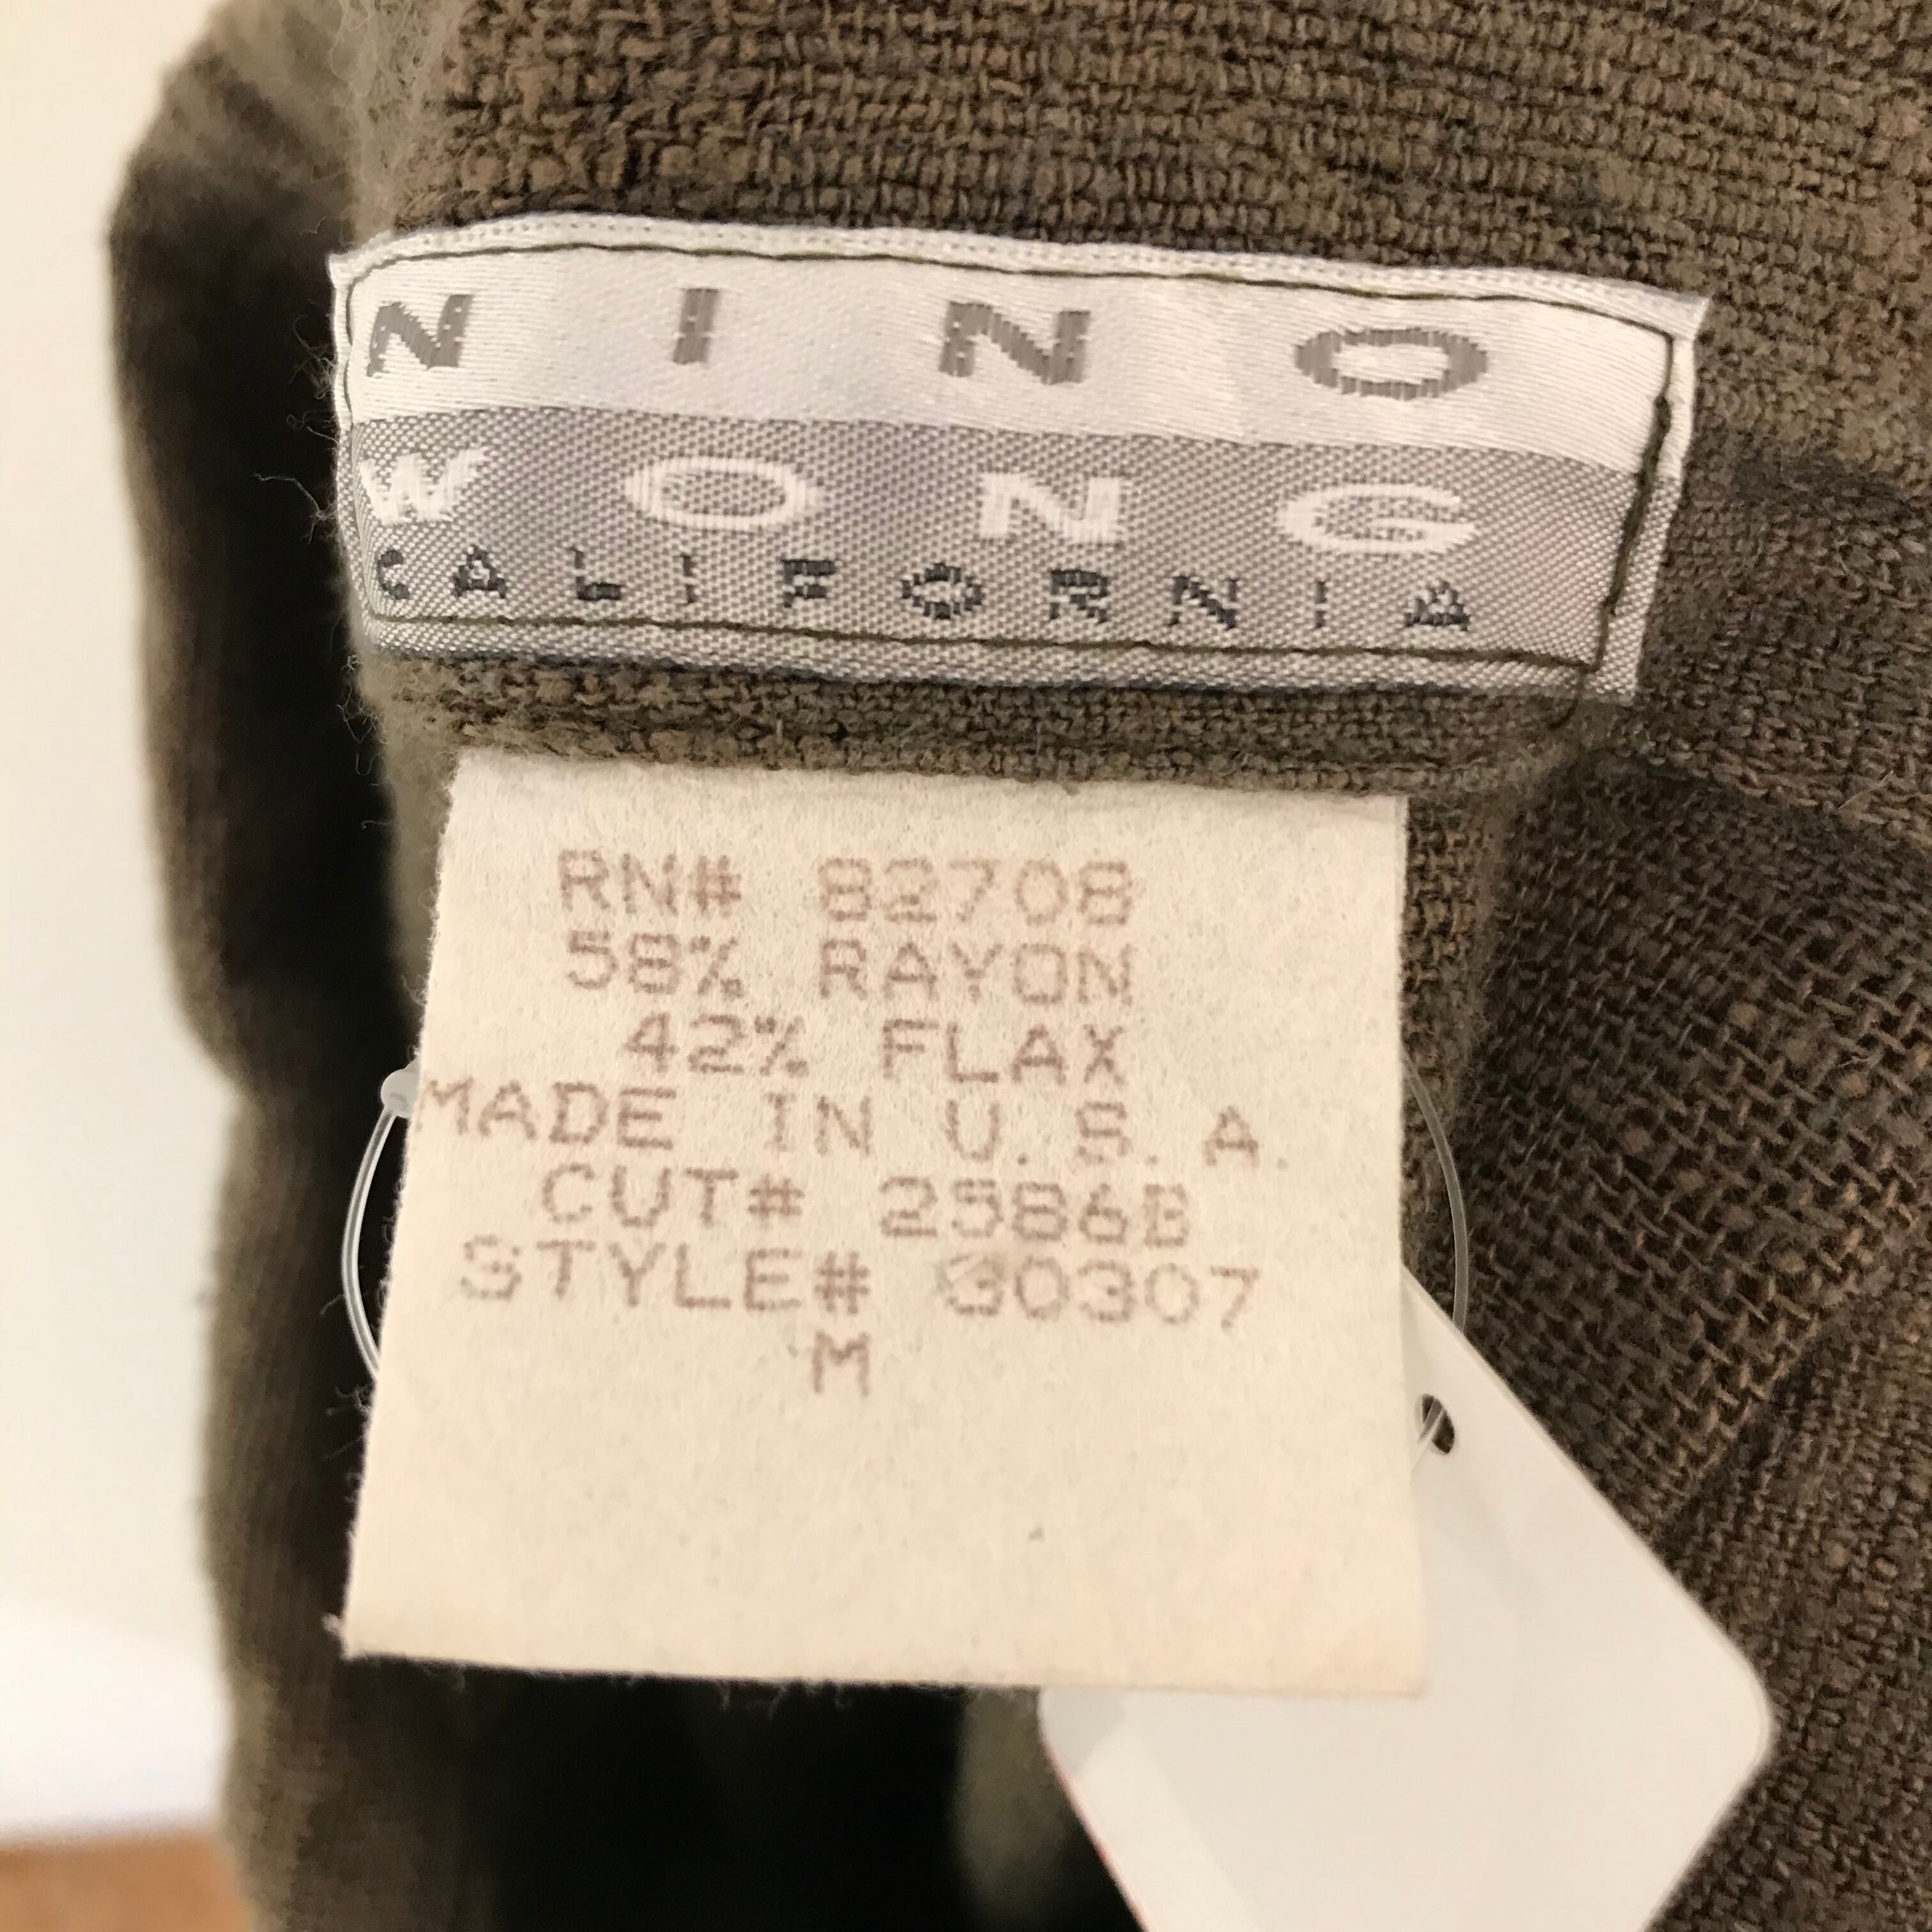 NINO
WONG
CALIFORNIA
RN# 82708
58% RAYON
42% FLAX
MADE IN U.S.A.
CUT# 2586B
STYLE# 30307
M